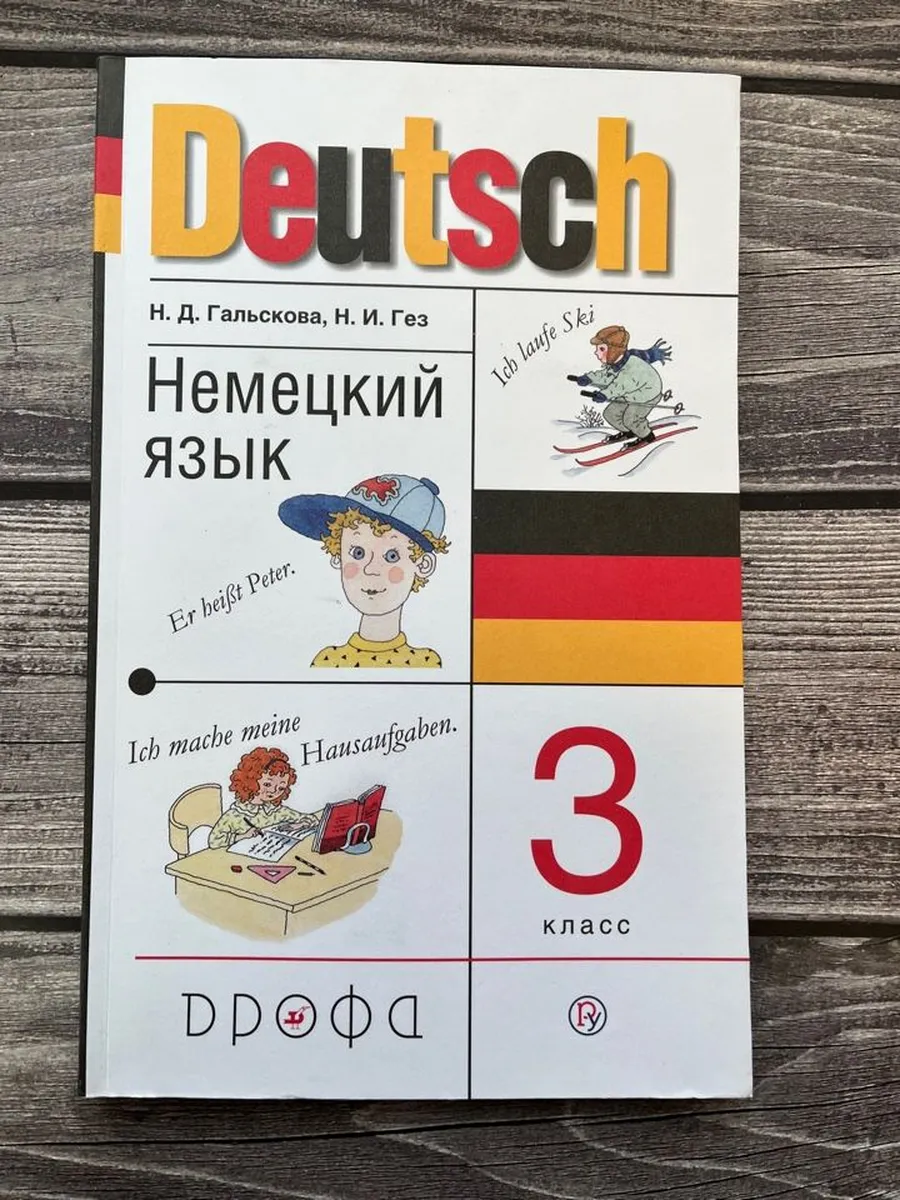 Deutsch
Н. Д. Гальскова, Н. И. Гез
Немецкий
язык
Ich laufe Ski
Er heißt Peter.
Ich mache meine
Hausaufgaben.
3
класс
дрофа